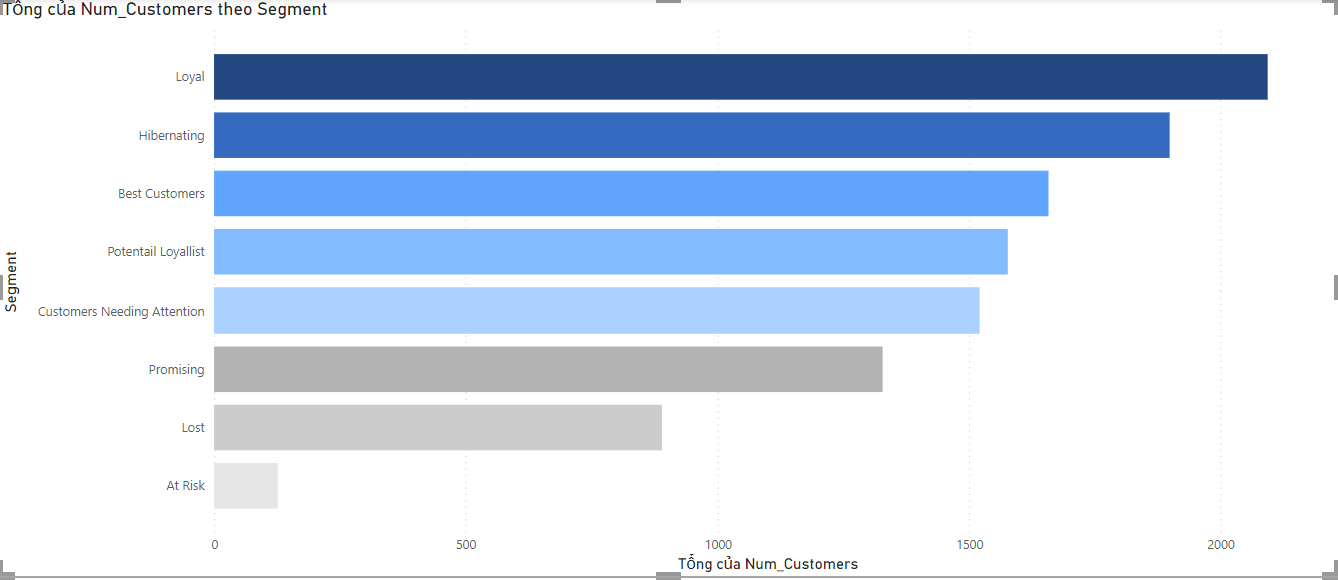 Tổng của Num_Customers theo Segment
Loyal
Hibernating
Best Customers
Potentail Loyallist
Customers Needing Attention
Promising
Lost
At Risk
Segment
0 500 1000 1500 2000
Tổng của Num_Customers